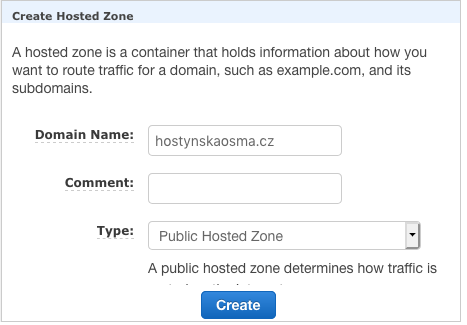 Create Hosted Zone
A hosted zone is a container that holds information about how you
want to route traffic for a domain, such as example.com, and its
subdomains.
Domain Name: hostynskaosma.cz
Comment:
Type: Public Hosted Zone
A public hosted zone determines how traffic is
Create